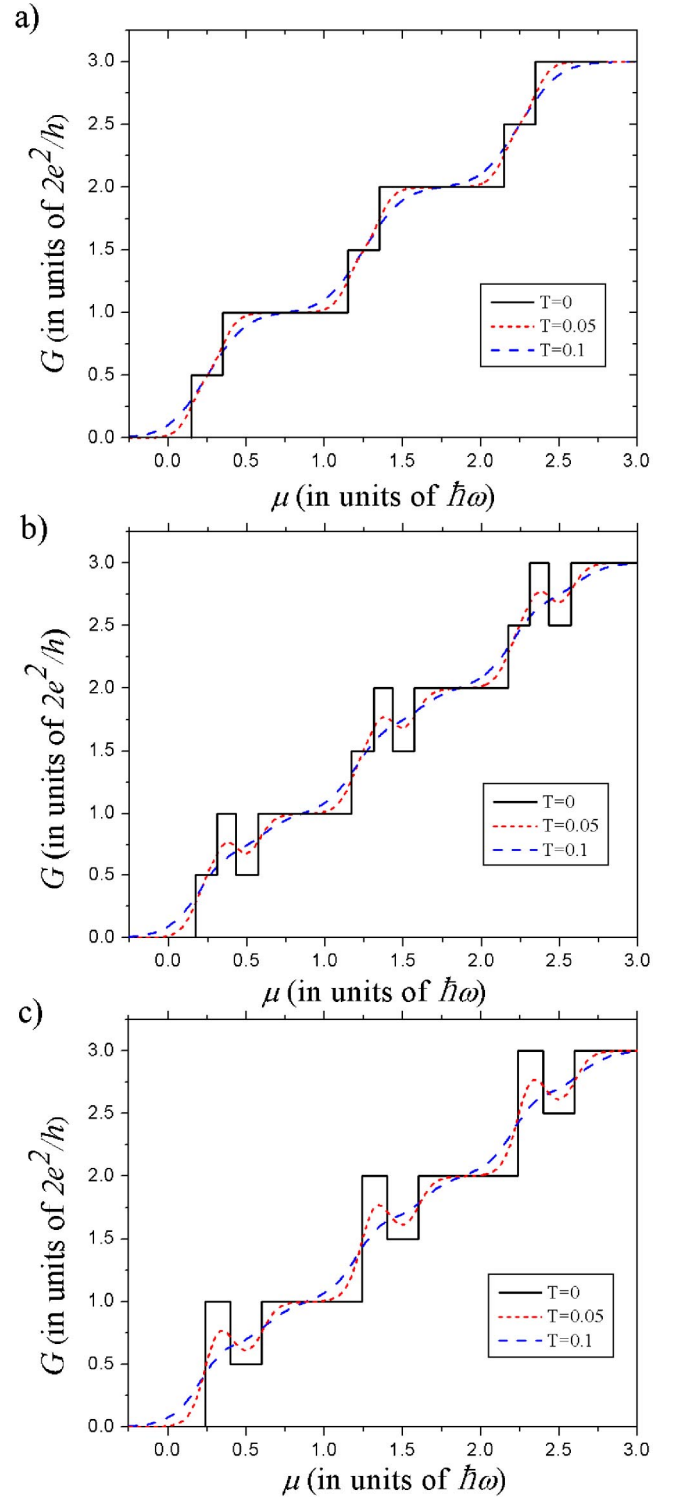 a)
3.0
2.5
2.0
1.5
1.0
0.5
0.0
G (in units of 2e²/h)
T=0
T=0.05
T=0.1
0.0 0.5 1.0 1.5 2.0 2.5 3.0
μ (in units of ℏω)
b)
3.0
2.5
2.0
1.5
1.0
0.5
0.0
G (in units of 2e²/h)
T=0
T=0.05
T=0.1
0.0 0.5 1.0 1.5 2.0 2.5 3.0
μ (in units of ℏω)
c)
3.0
2.5
2.0
1.5
1.0
0.5
0.0
G (in units of 2e²/h)
T=0
T=0.05
T=0.1
0.0 0.5 1.0 1.5 2.0 2.5 3.0
μ (in units of ℏω)